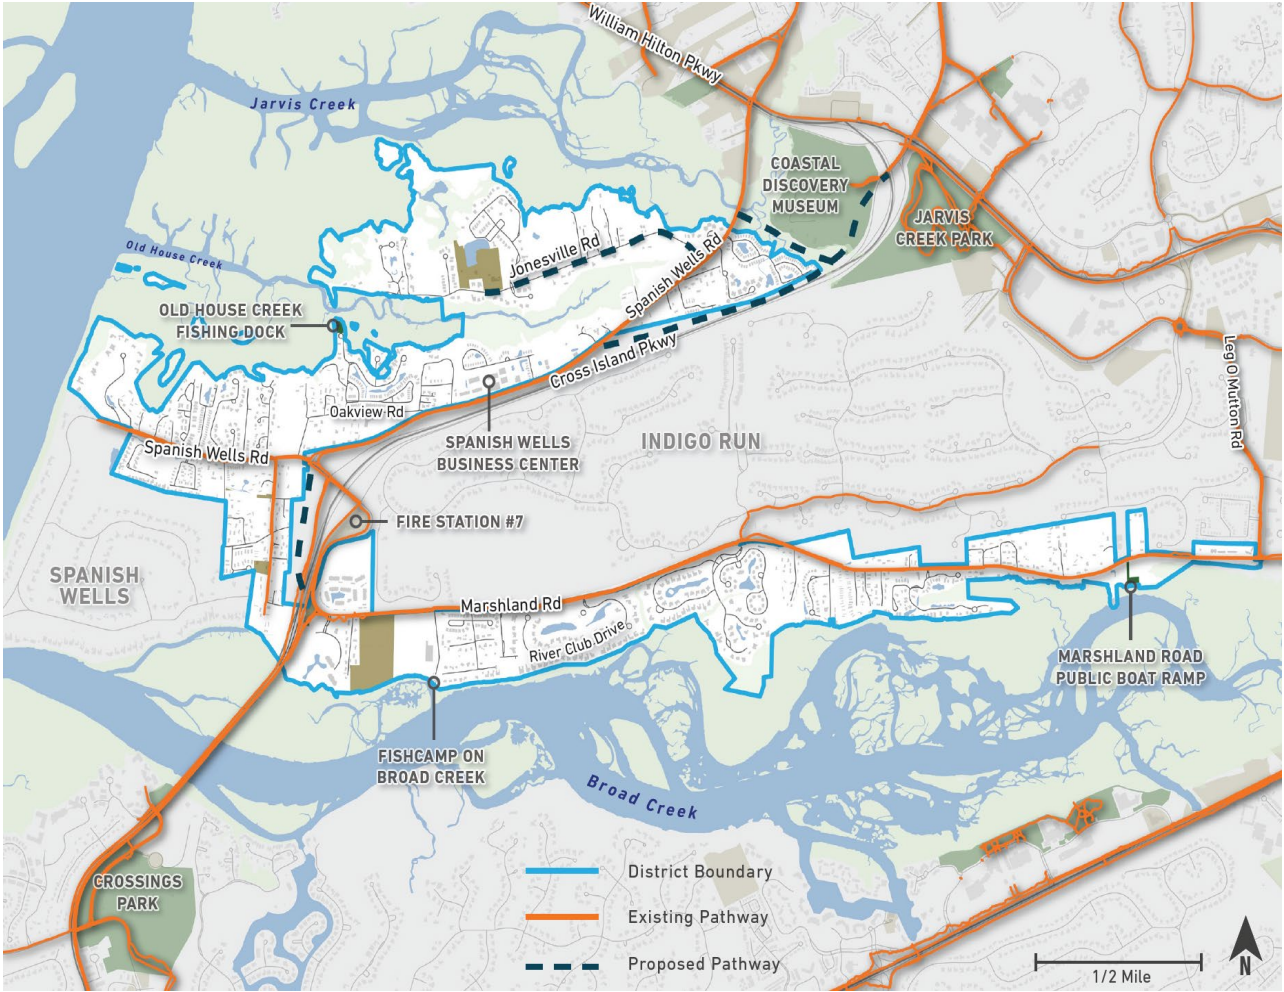 William Hilton Pkwy
Jarvis Creek
COASTAL
DISCOVERY
MUSEUM
JARVIS
CREEK PARK
Old House Creek
Jonesville Rd
Spanish Wells Rd
OLD HOUSE CREEK
FISHING DOCK
Cross Island Pkwy
Leg O Mutton Rd
Oakview Rd
Spanish Wells Rd
SPANISH WELLS
BUSINESS CENTER
INDIGO RUN
FIRE STATION #7
SPANISH
WELLS
Marshland Rd
River Club Drive
MARSHLAND ROAD
PUBLIC BOAT RAMP
FISHCAMP ON
BROAD CREEK
Broad Creek
CROSSINGS
PARK
District Boundary
Existing Pathway
Proposed Pathway
1/2 Mile
N